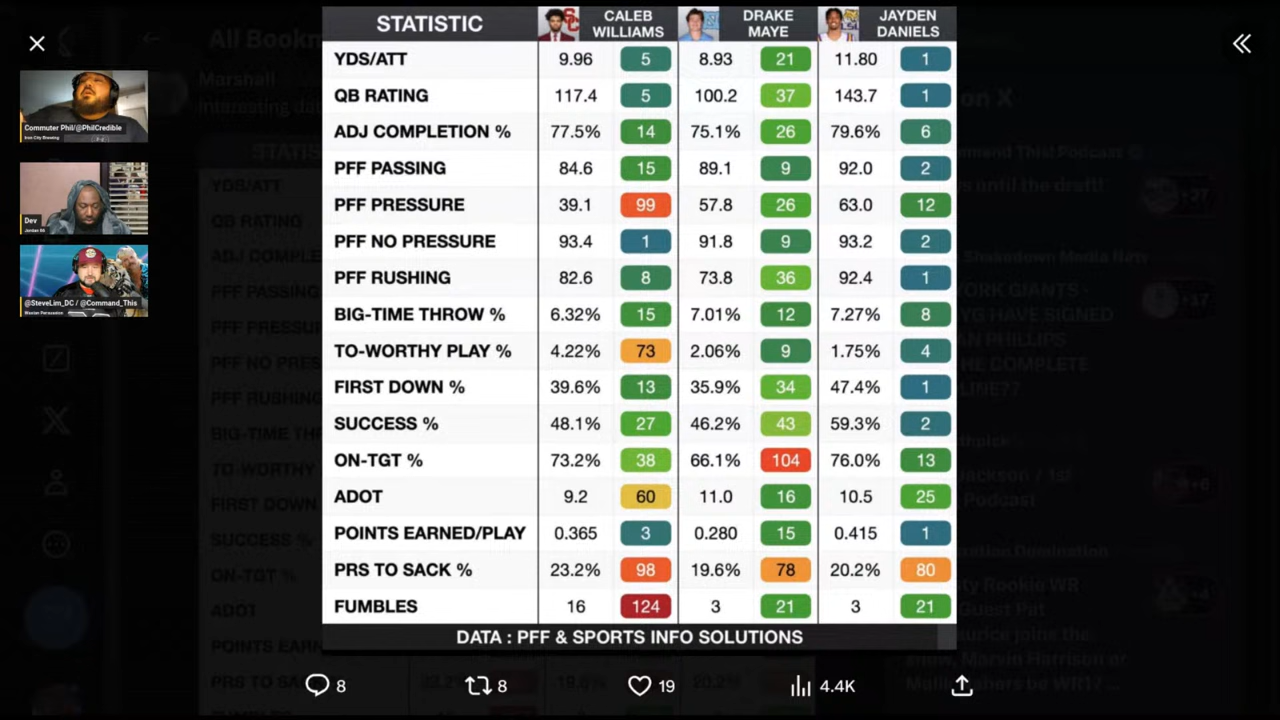 STATISTIC
CALEB WILLIAMS
DRAKE MAYE
JAYDEN DANIELS
YDS/ATT 9.96 5 8.93 21 11.80 1
QB RATING 117.4 5 100.2 37 143.7 1
ADJ COMPLETION % 77.5% 14 75.1% 26 79.6% 6
PFF PASSING 84.6 15 89.1 9 92.0 2
PFF PRESSURE 39.1 99 57.8 26 63.0 12
PFF NO PRESSURE 93.4 1 91.8 9 93.2 2
PFF RUSHING 82.6 8 73.8 36 92.4 1
BIG-TIME THROW % 6.32% 15 7.01% 12 7.27% 8
TO-WORTHY PLAY % 4.22% 73 2.06% 9 1.75% 4
FIRST DOWN % 39.6% 13 35.9% 34 47.4% 1
SUCCESS % 48.1% 27 46.2% 43 59.3% 2
ON-TGT % 73.2% 38 66.1% 104 76.0% 13
ADOT 9.2 60 11.0 16 10.5 25
POINTS EARNED/PLAY 0.365 3 0.280 15 0.415 1
PRS TO SACK % 23.2% 98 19.6% 78 20.2% 80
FUMBLES 16 124 3 21 3 21
DATA : PFF & SPORTS INFO SOLUTIONS
8 8 19 4.4K
Commuter Phil/@PhilCredible
Iron City Brewing
Dev
Jordan 86
@SteveLim_DC / @Command_This
All Bookm
Marshall